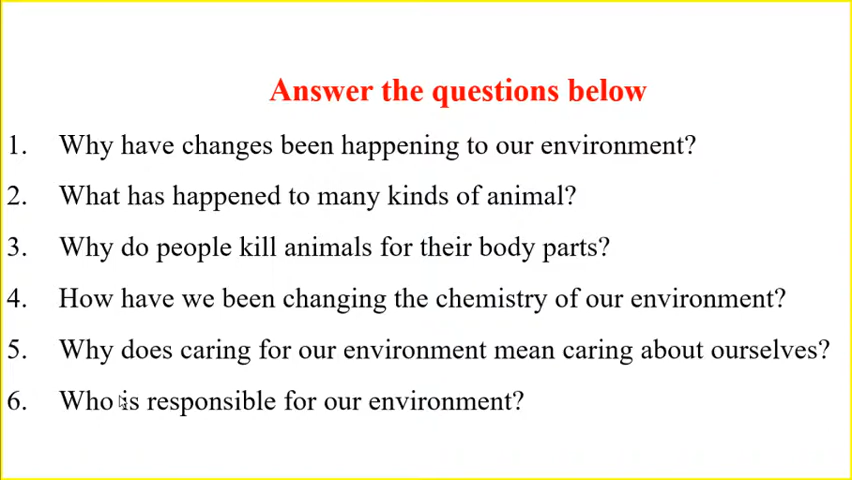 Answer the questions below
1. Why have changes been happening to our environment?
2. What has happened to many kinds of animal?
3. Why do people kill animals for their body parts?
4. How have we been changing the chemistry of our environment?
5. Why does caring for our environment mean caring about ourselves?
6. Who is responsible for our environment?